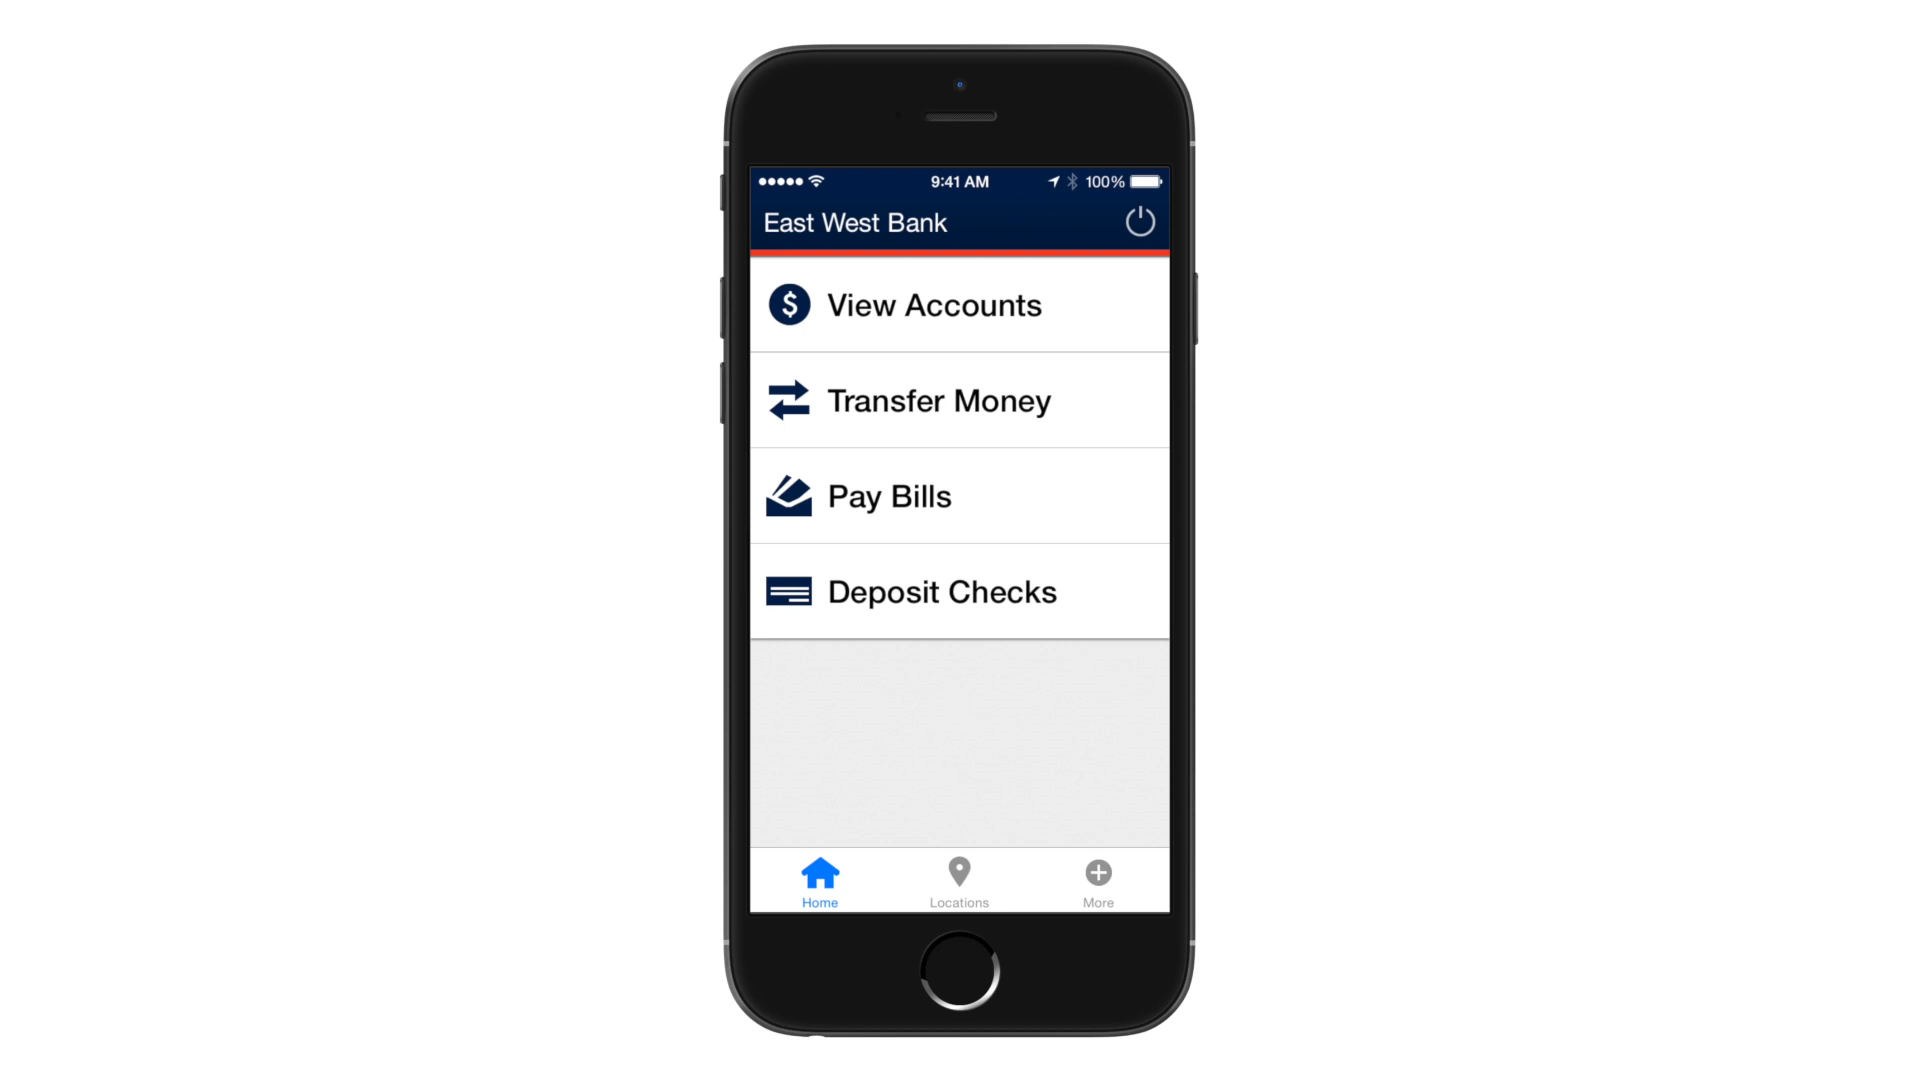 9:41 AM 100%
East West Bank
View Accounts
Transfer Money
Pay Bills
Deposit Checks
Home Locations More